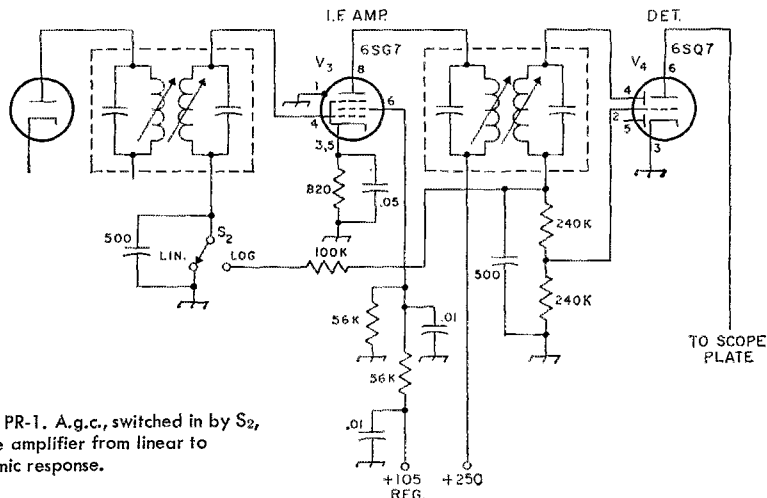 I.F. AMP.
DET.
6SG7
6SQ7
V3
V4
8
6
1
6
4
4
2
5
3,5
3
820
.05
500
S2
LIN.
LOG
100K
240K
500
240K
56K
.01
56K
.01
TO SCOPE
PLATE
+105
REG
+250
PR-1. A.g.c., switched in by S2,
e amplifier from linear to
mic response.